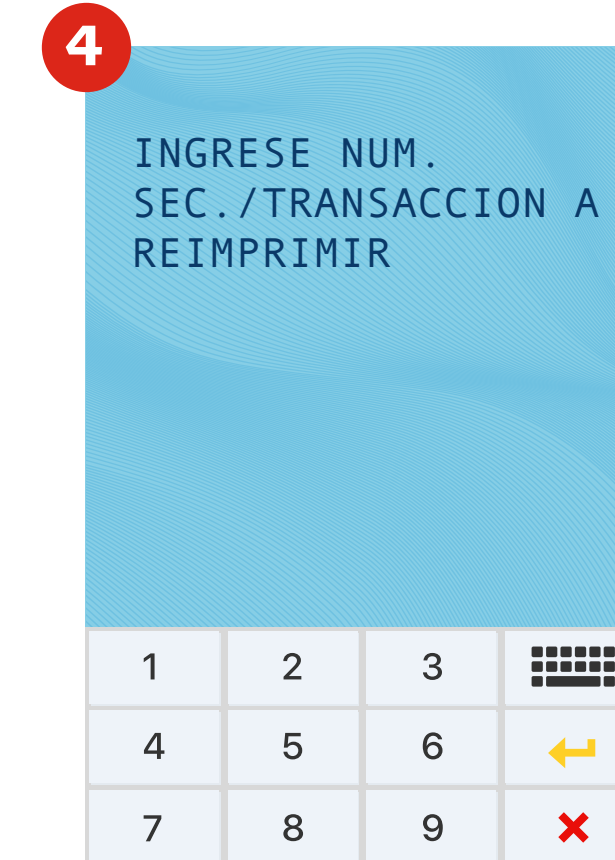 4
INGRESE NUM.
SEC./TRANSACCION A
REIMPRIMIR
1 2 3
4 5 6
7 8 9